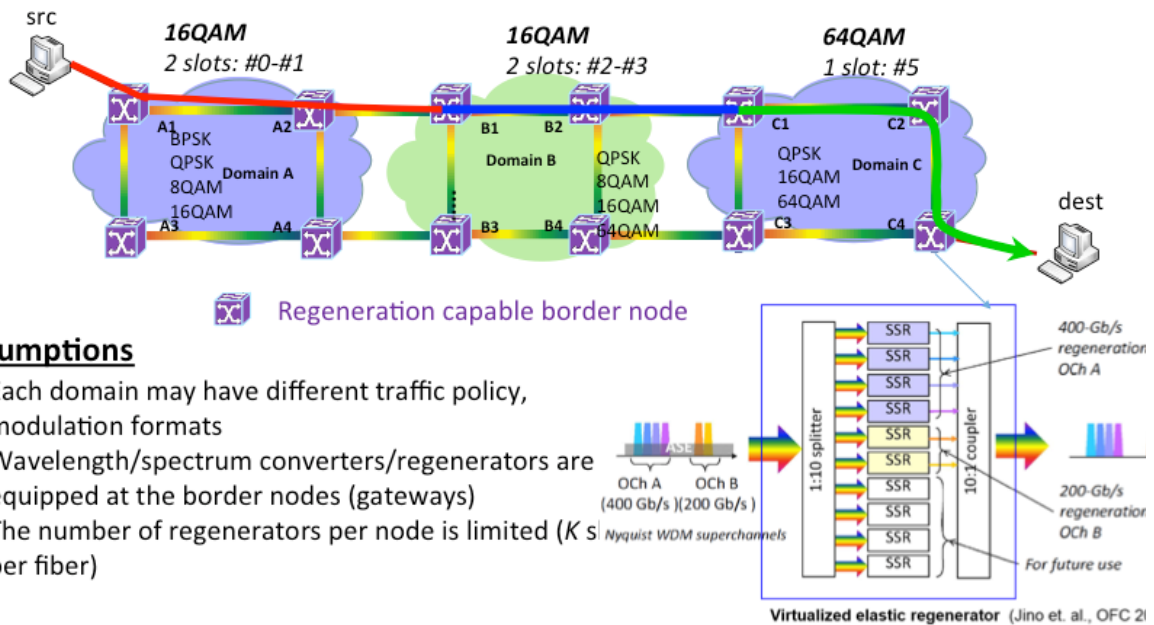 src
16QAM
2 slots: #0-#1
16QAM
2 slots: #2-#3
64QAM
1 slot: #5
A1
A2
BPSK
QPSK
8QAM
16QAM
Domain A
A3
A4
B1
B2
Domain B
QPSK
8QAM
16QAM
64QAM
B3
B4
C1
C2
QPSK
16QAM
64QAM
Domain C
C3
C4
dest
Regeneration capable border node
umptions
Each domain may have different traffic policy,
modulation formats
Wavelength/spectrum converters/regenerators are
equipped at the border nodes (gateways)
The number of regenerators per node is limited (K sl
per fiber)
ASE
OCh A
(400 Gb/s)
OCh B
(200 Gb/s )
Nyquist WDM superchannels
1:10 splitter
SSR
SSR
SSR
SSR
SSR
SSR
SSR
SSR
SSR
SSR
10:1 coupler
400-Gb/s
regeneration
OCh A
200-Gb/s
regeneration
OCh B
For future use
Virtualized elastic regenerator (Jino et. al., OFC 20